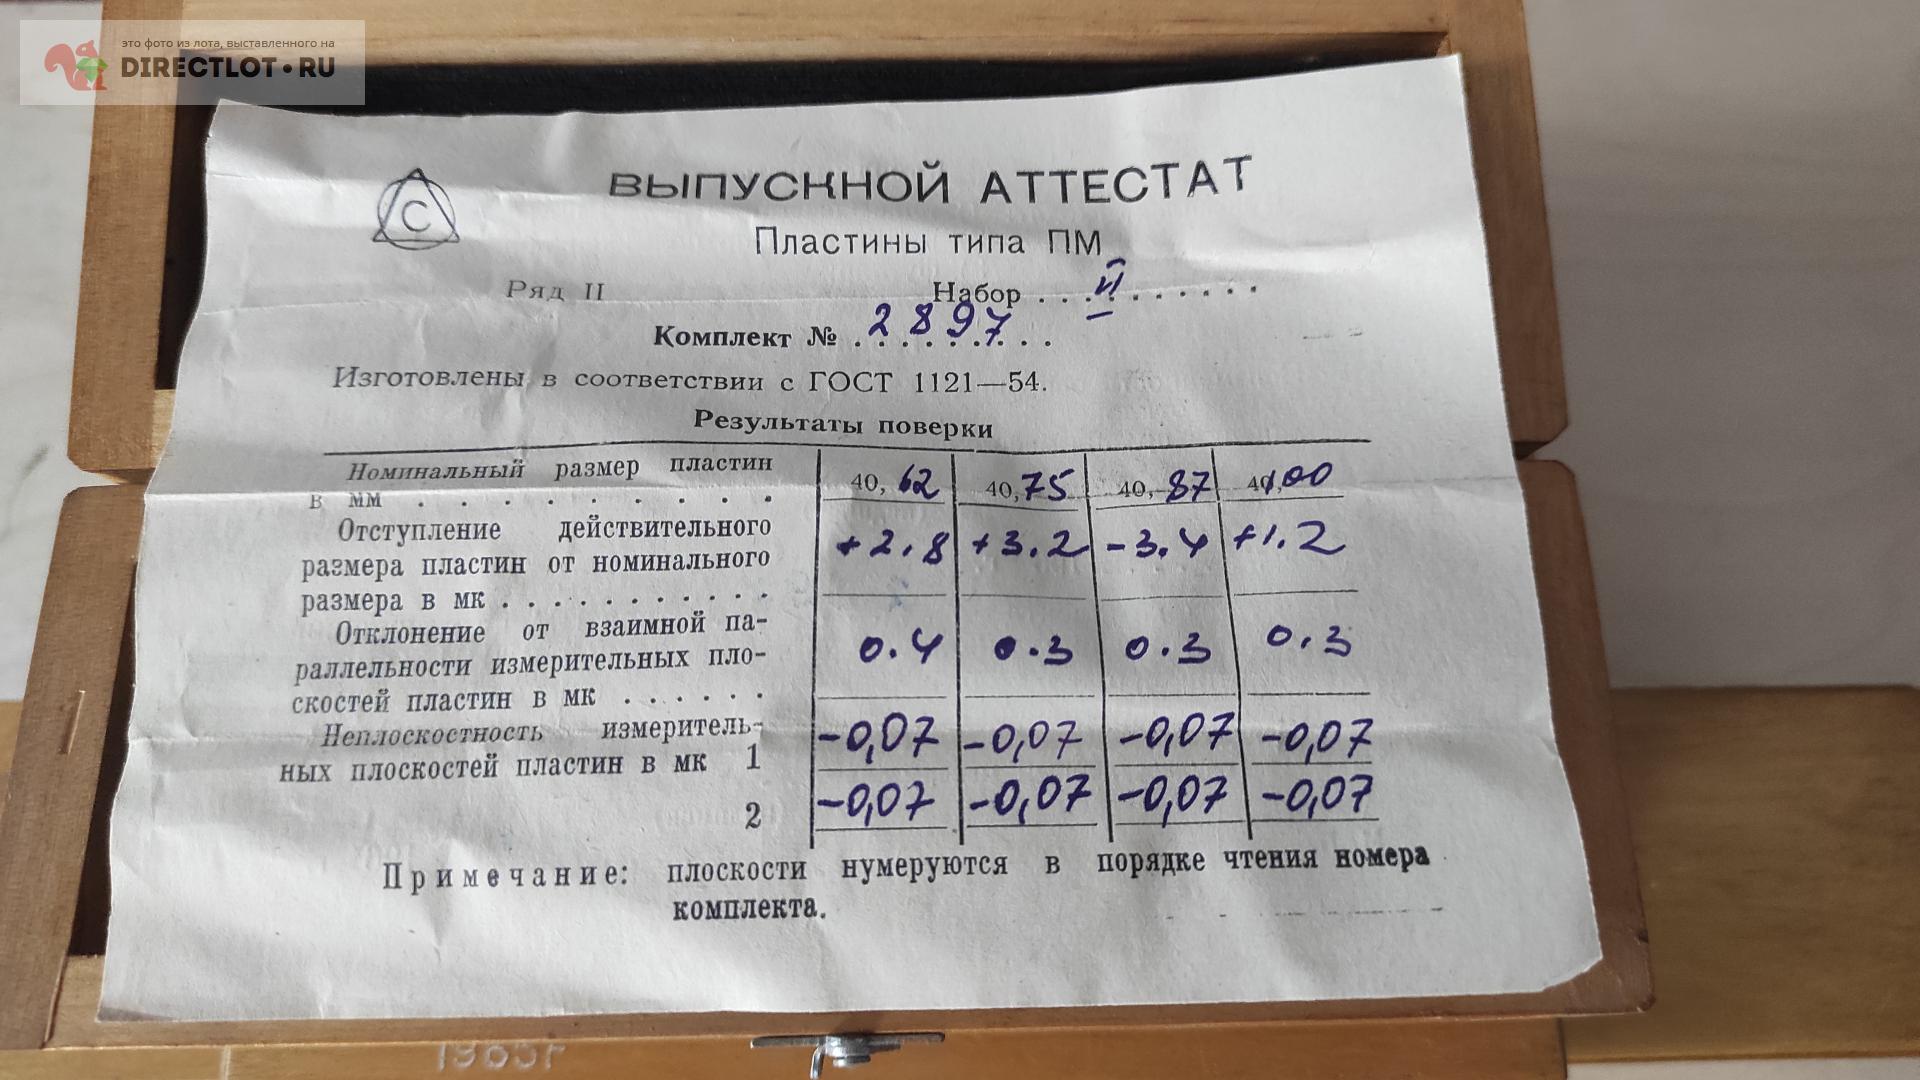 это фото из лота, выставленного на
DIRECTLOT•RU
ВЫПУСКНОЙ АТТЕСТАТ
С
Пластины типа ПМ
Ряд II Набор . . . . . . . . . .
Комплект № 2897
Изготовлены в соответствии с ГОСТ 1121—54.
Результаты поверки
Номинальный размер пластин
в мм . . . . . . . . . 40,62 40,75 40,87 41,00
Отступление действительного
размера пластин от номинального +2.8 +3.2 -3.4 +1.2
размера в мк . . . . . . . . . . .
Отклонение от взаимной па-
раллельности измерительных пло- 0.4 0.3 0.3 0.3
скостей пластин в мк . . . . . .
Неплоскостность измеритель-
ных плоскостей пластин в мк 1 -0,07 -0,07 -0,07 -0,07
2 -0,07 -0,07 -0,07 -0,07
Примечание: плоскости нумеруются в порядке чтения номера
комплекта.
1965г